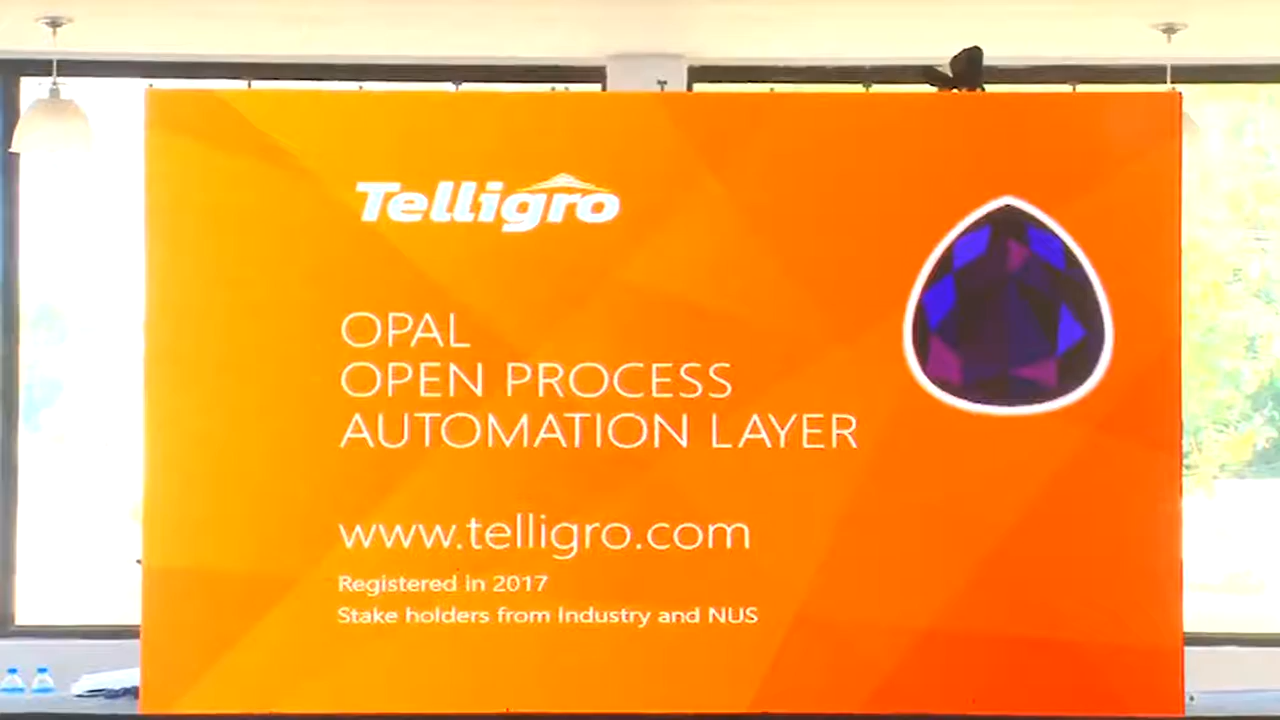 Telligro
OPAL
OPEN PROCESS
AUTOMATION LAYER
www.telligro.com
Registered in 2017
Stake holders from Industry and NUS